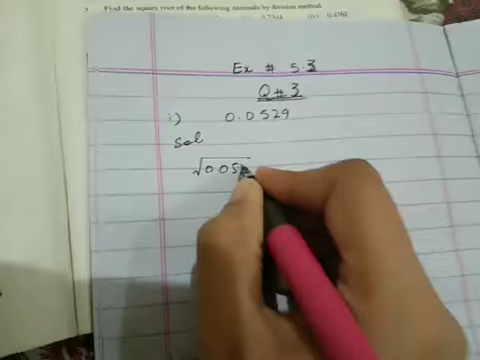 Find the square root of the following decimals by division method.
Ex # 5.3
Q # 3
i) 0.0529
Sol
√0.05